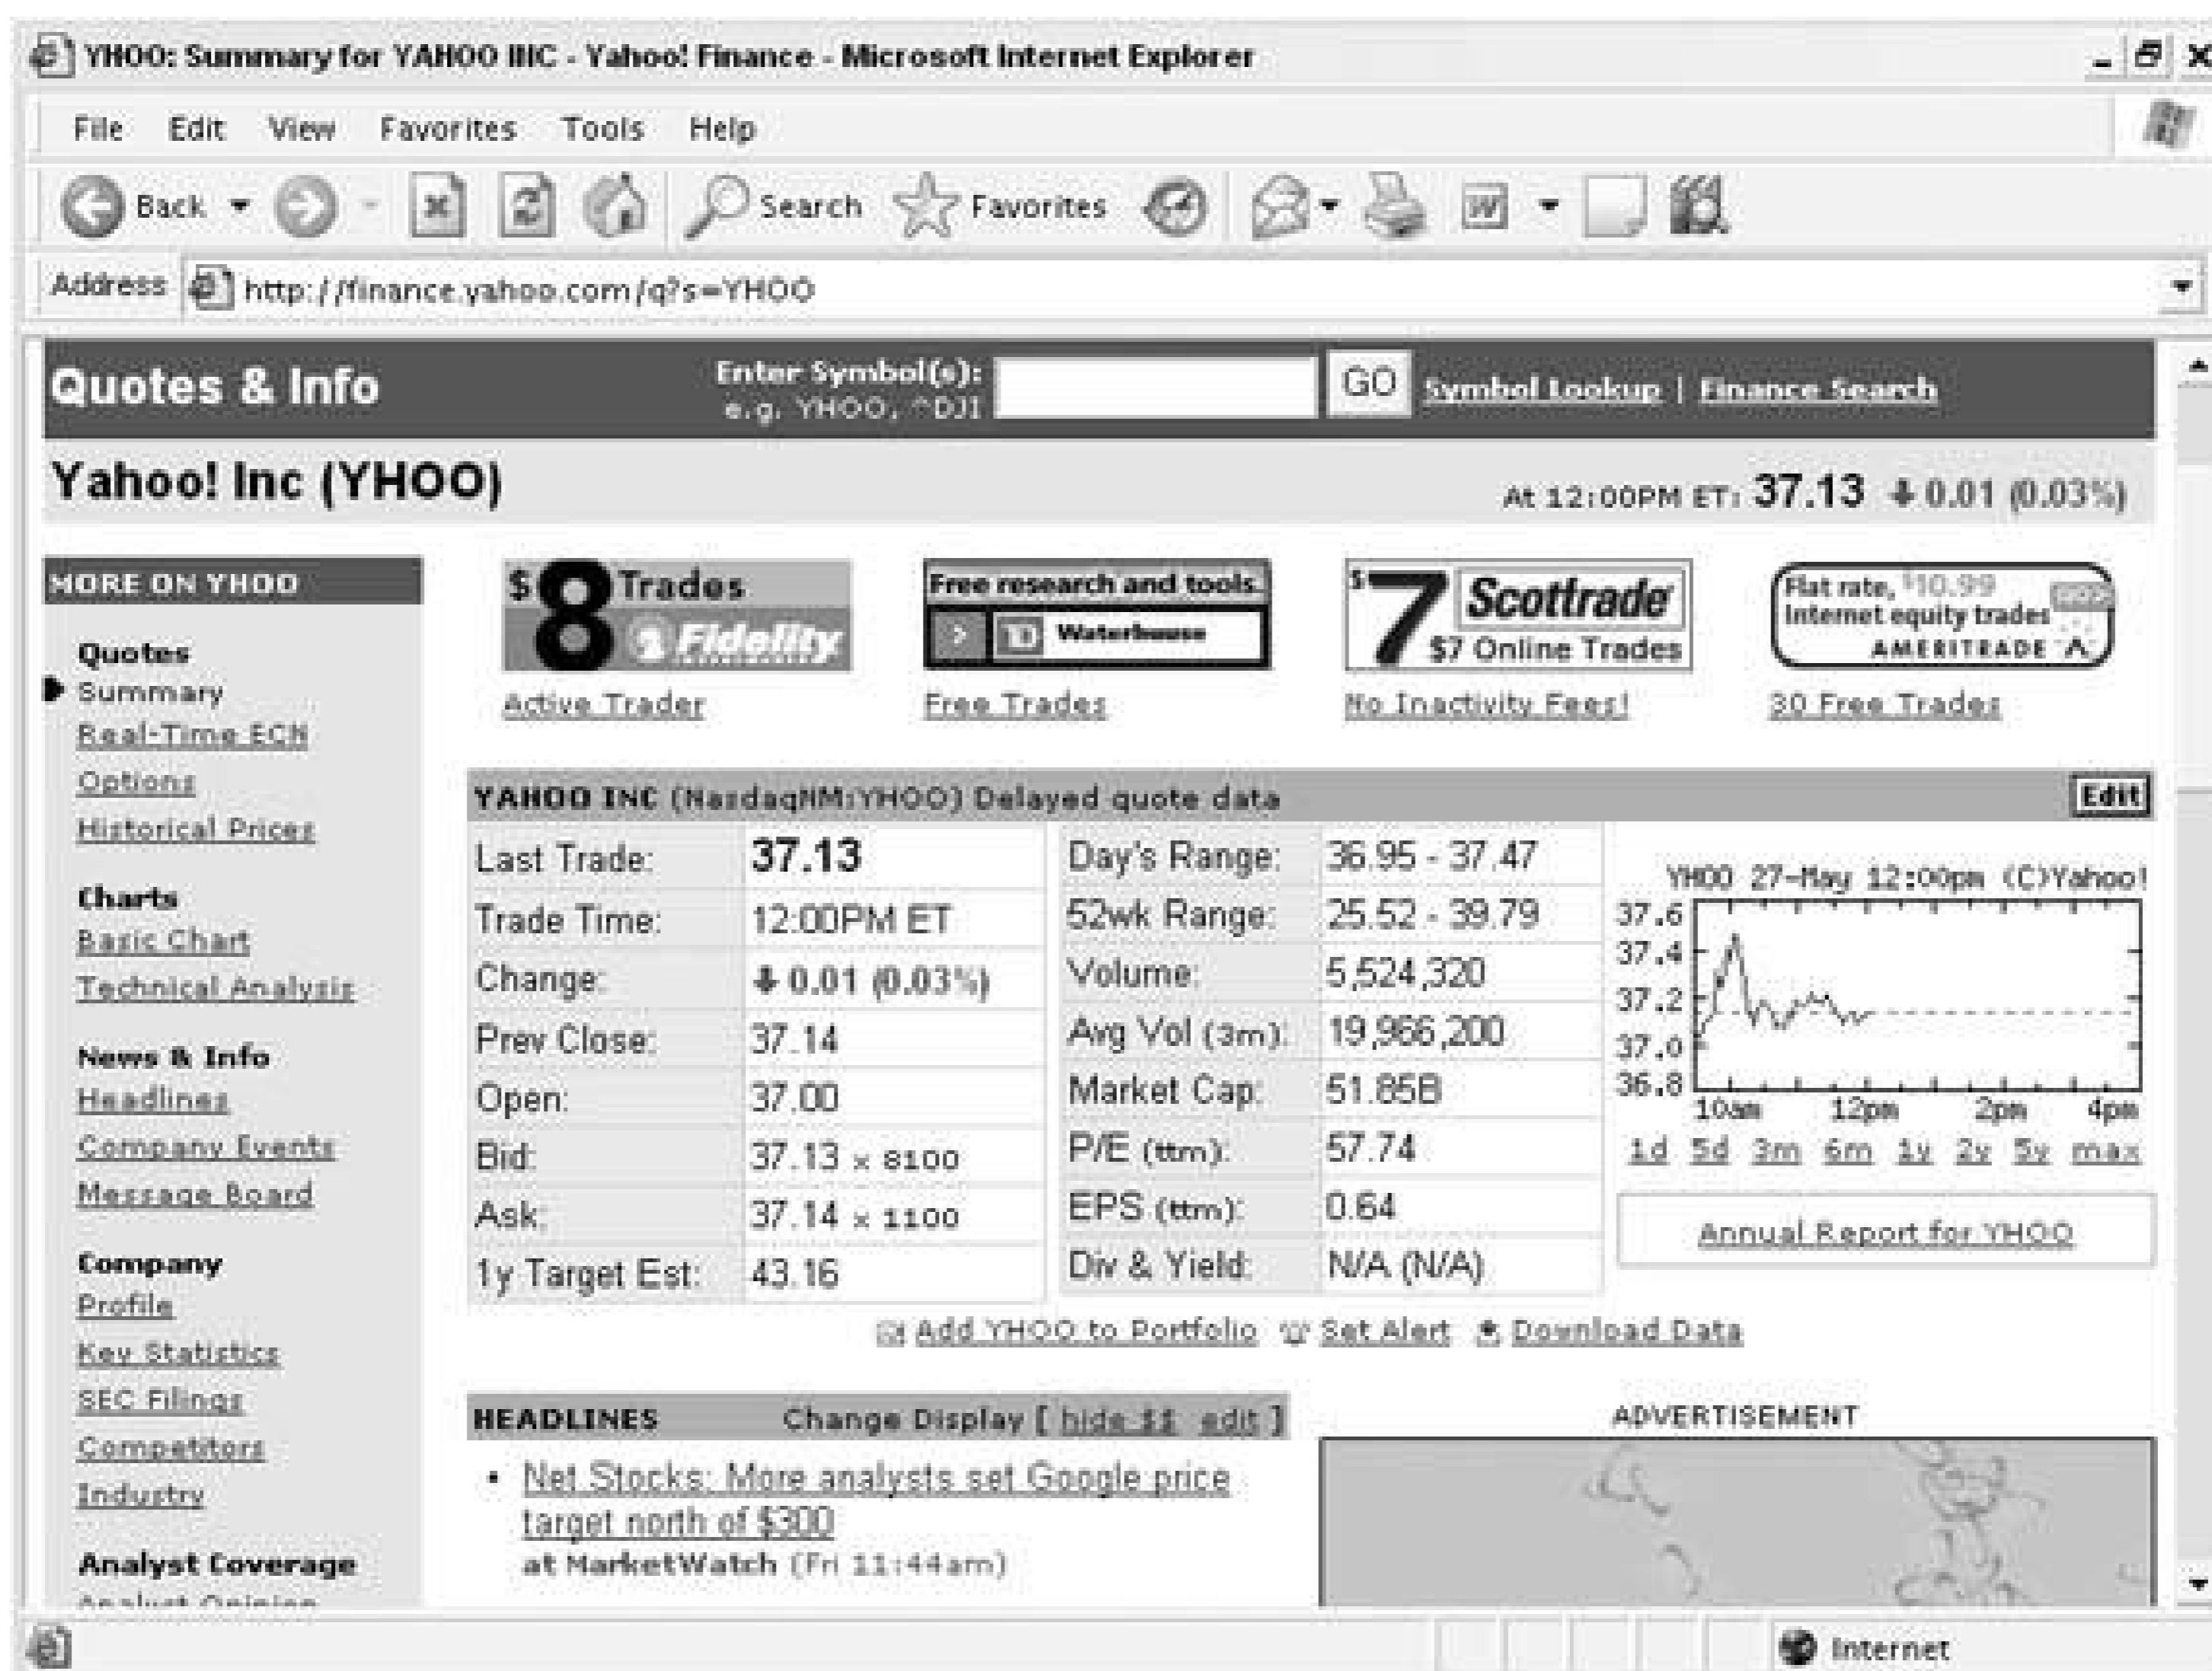 YHOO: Summary for YAHOO INC - Yahoo! Finance - Microsoft Internet Explorer
File Edit View Favorites Tools Help
Back Search Favorites
Address http://finance.yahoo.com/q?s=YHOO
Quotes & Info
Enter Symbol(s):
e.g. YHOO, ^DJI
GO Symbol Lookup | Finance Search
Yahoo! Inc (YHOO)
At 12:00PM ET: 37.13 0.01 (0.03%)
MORE ON YHOO
Quotes
Summary
Real-Time ECN
Options
Historical Prices
Charts
Basic Chart
Technical Analysis
News & Info
Headlines
Company Events
Message Board
Company
Profile
Key Statistics
SEC Filings
Competitors
Industry
Analyst Coverage
Analyst Opinion
$8 Trades
Fidelity
Active Trader
Free research and tools.
TD Waterhouse
Free Trades
$7 Scottrade
$7 Online Trades
No Inactivity Fees!
Flat rate, $10.99
Internet equity trades
AMERITRADE
30 Free Trades
YAHOO INC (NasdaqNM:YHOO) Delayed quote data Edit
Last Trade: 37.13
Trade Time: 12:00PM ET
Change: 0.01 (0.03%)
Prev Close: 37.14
Open: 37.00
Bid: 37.13 x 8100
Ask: 37.14 x 1100
1y Target Est: 43.16
Day's Range: 36.95 - 37.47
52wk Range: 25.52 - 39.79
Volume: 5,524,320
Avg Vol (3m): 19,966,200
Market Cap: 51.85B
P/E (ttm): 57.74
EPS (ttm): 0.64
Div & Yield: N/A (N/A)
YHOO 27-May 12:00pm (C)Yahoo!
37.6
37.4
37.2
37.0
36.8
10am 12pm 2pm 4pm
1d 5d 3m 6m 1y 2y 5y max
Annual Report for YHOO
Add YHOO to Portfolio Set Alert Download Data
HEADLINES Change Display [ hide $$ edit ]
• Net Stocks: More analysts set Google price
target north of $300
at MarketWatch (Fri 11:44am)
ADVERTISEMENT
Internet